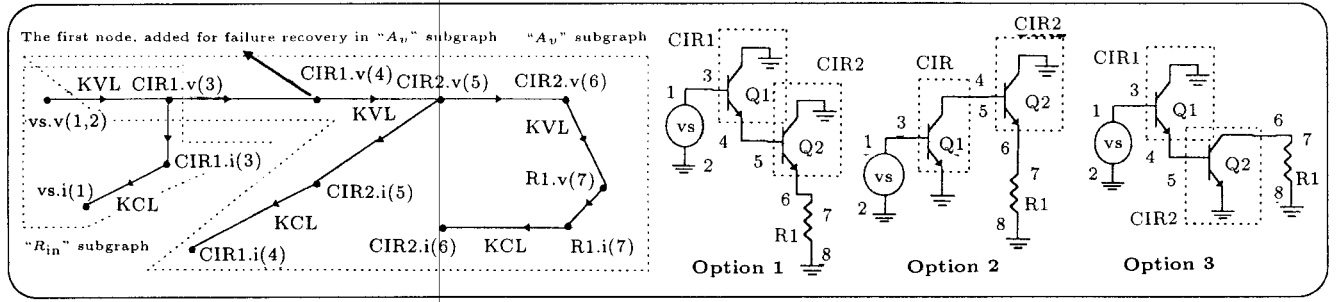 The first node, added for failure recovery in "Av" subgraph "Av" subgraph
KVL CIR1.v(3) CIR1.v(4) CIR2.v(5) CIR2.v(6)
vs.v(1,2) KVL KVL
CIR1.i(3)
vs.i(1) CIR2.i(5) R1.v(7)
KCL KCL
"Rin" subgraph CIR1.i(4) CIR2.i(6) KCL R1.i(7)
CIR1
3
1
vs
2
Q1
4
CIR2
5
Q2
6
7
R1
8
Option 1
CIR2
CIR
4
5
Q2
3
1
Q1
vs
2
6
7
R1
8
Option 2
CIR1
3
1
Q1
vs
2
4
5
Q2
6
7
R1
8
CIR2
Option 3